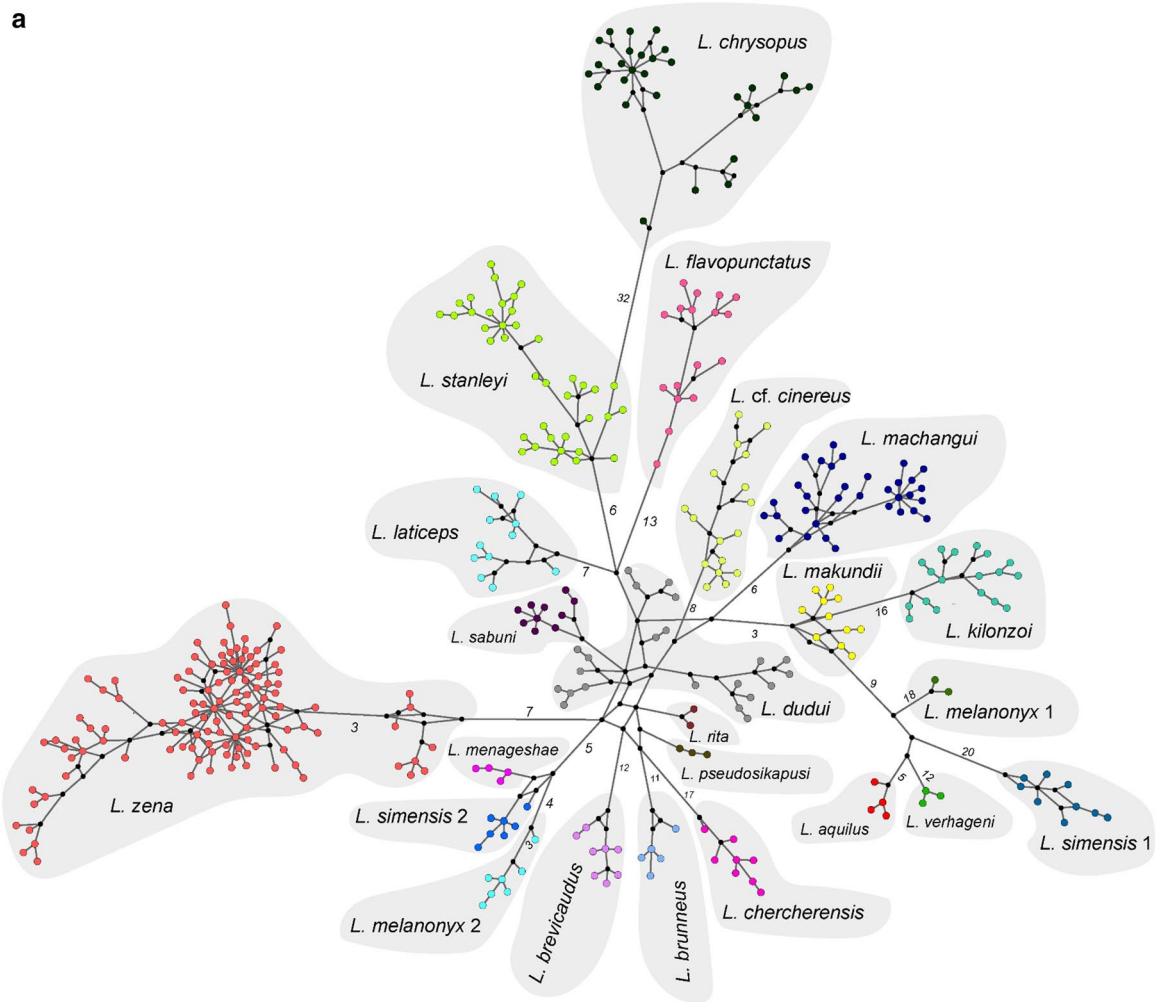 a
L. chrysopus
L. flavopunctatus
32
L. stanleyi
L. cf. cinereus
L. machangui
6
13
L. laticeps
7
L. makundii
6
16
8
L. sabuni
3
L. kilonzoi
9
18
L. dudui
L. melanonyx 1
7
3
L. rita
L. menageshae
5
20
L. pseudosikapusi
12
11
5
12
L. zena
17
4
L. simensis 2
L. aquilus
L. verhageni
L. simensis 1
3
L. melanonyx 2
L. brevicaudus
L. brunneus
L. chercherensis